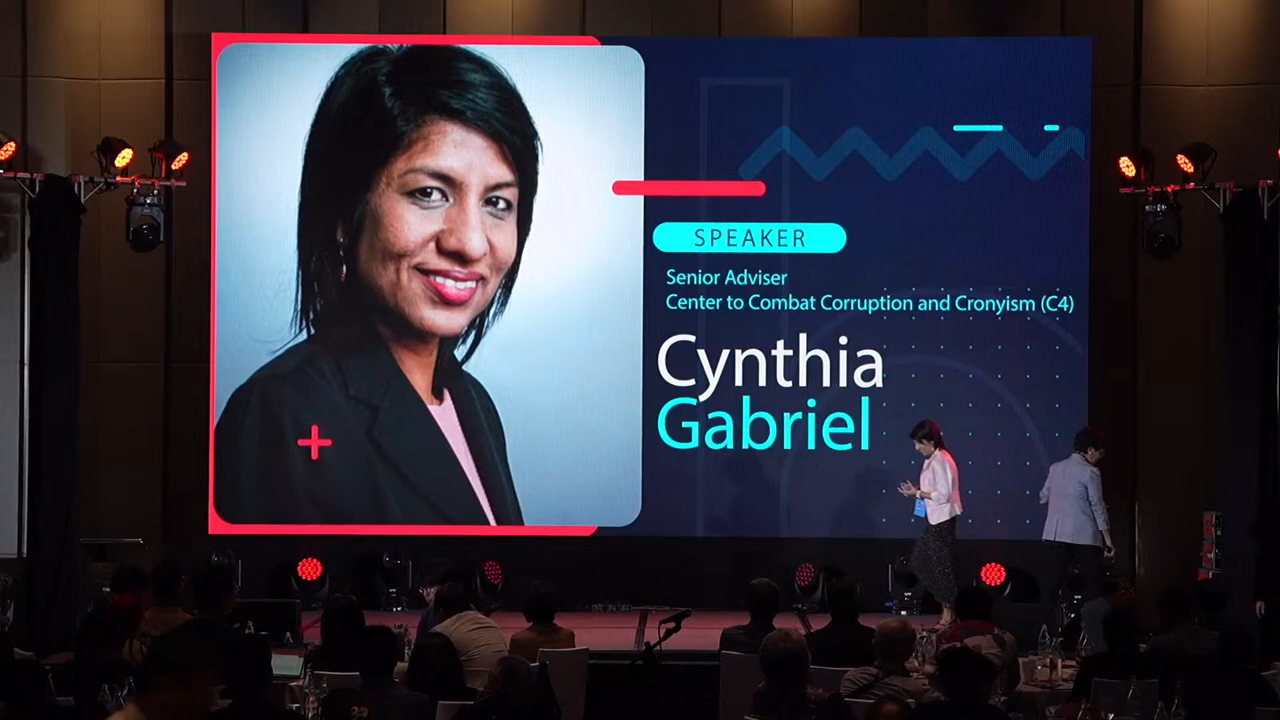 SPEAKER
Senior Adviser
Center to Combat Corruption and Cronyism (C4)
Cynthia
Gabriel